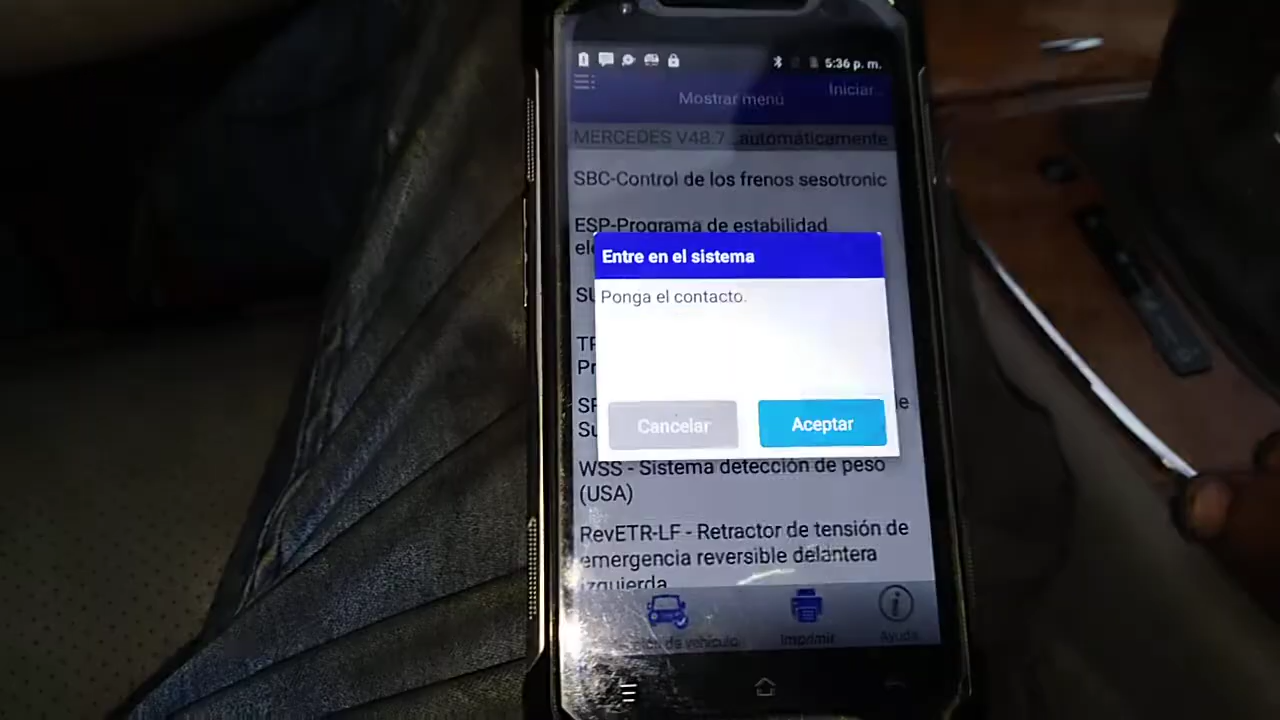 5:36 p. m.
Iniciar..
Mostrar menú
MERCEDES V48.7 ..automáticamente
SBC-Control de los frenos sesotronic
ESP-Programa de estabilidad
Entre en el sistema
Ponga el contacto.
Cancelar
Aceptar
WSS - Sistema detección de peso
(USA)
RevETR-LF - Retractor de tensión de
emergencia reversible delantera
izquierda
de vehículo
Imprimir
Ayuda